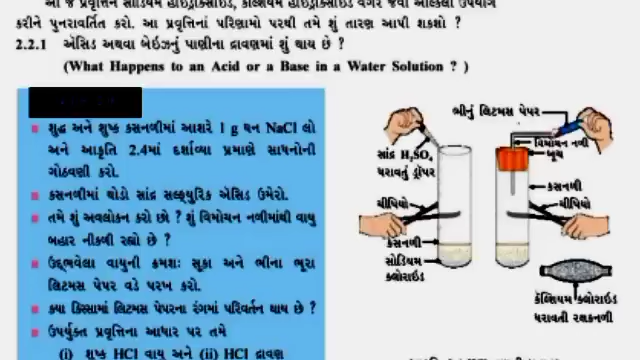 આ જ પ્રવૃત્તિને સોડિયમ હાઇડ્રોક્સાઇડ, કેલ્શિયમ હાઇડ્રોક્સાઇડ વગેરે જેવા આલ્કલી ઉપયોગ
કરીને પુનરાવર્તિત કરો. આ પ્રવૃત્તિનાં પરિણામો પરથી તમે શું તારણ આપી શકશો ?
2.2.1 ઍસિડ અથવા બેઇઝનું પાણીના દ્રાવણમાં શું થાય છે ?
(What Happens to an Acid or a Base in a Water Solution ? )
શુદ્ધ અને શુષ્ક કસનળીમાં આશરે 1 g ઘન NaCl લો
અને આકૃતિ 2.4માં દર્શાવ્યા પ્રમાણે સાધનોની
ગોઠવણી કરો.
કસનળીમાં થોડો સાંદ્ર સલ્ફ્યુરિક ઍસિડ ઉમેરો.
તમે શું અવલોકન કરો છો ? શું વિમોચન નળીમાંથી વાયુ
બહાર નીકળી રહ્યો છે ?
ઉદ્ભવેલા વાયુની ક્રમશઃ સૂકા અને ભીના ભૂરા
લિટમસ પેપર વડે પરખ કરો.
ક્યા કિસ્સામાં લિટમસ પેપરના રંગમાં પરિવર્તન થાય છે ?
ઉપર્યુક્ત પ્રવૃત્તિના આધાર પર તમે
(i) શુષ્ક HCl વાયુ અને (ii) HCl દ્રાવણ
ભીનું લિટમસ પેપર
વિમોચન નળી
બૂચ
સાંદ્ર H₂SO₄
ધરાવતું ડ્રૉપર
કસનળી
ચીપિયો
ચીપિયો
કસનળી
સોડિયમ
ક્લોરાઇડ
કૅલ્શિયમ ક્લોરાઇડ
ધરાવતી રક્ષકનળી